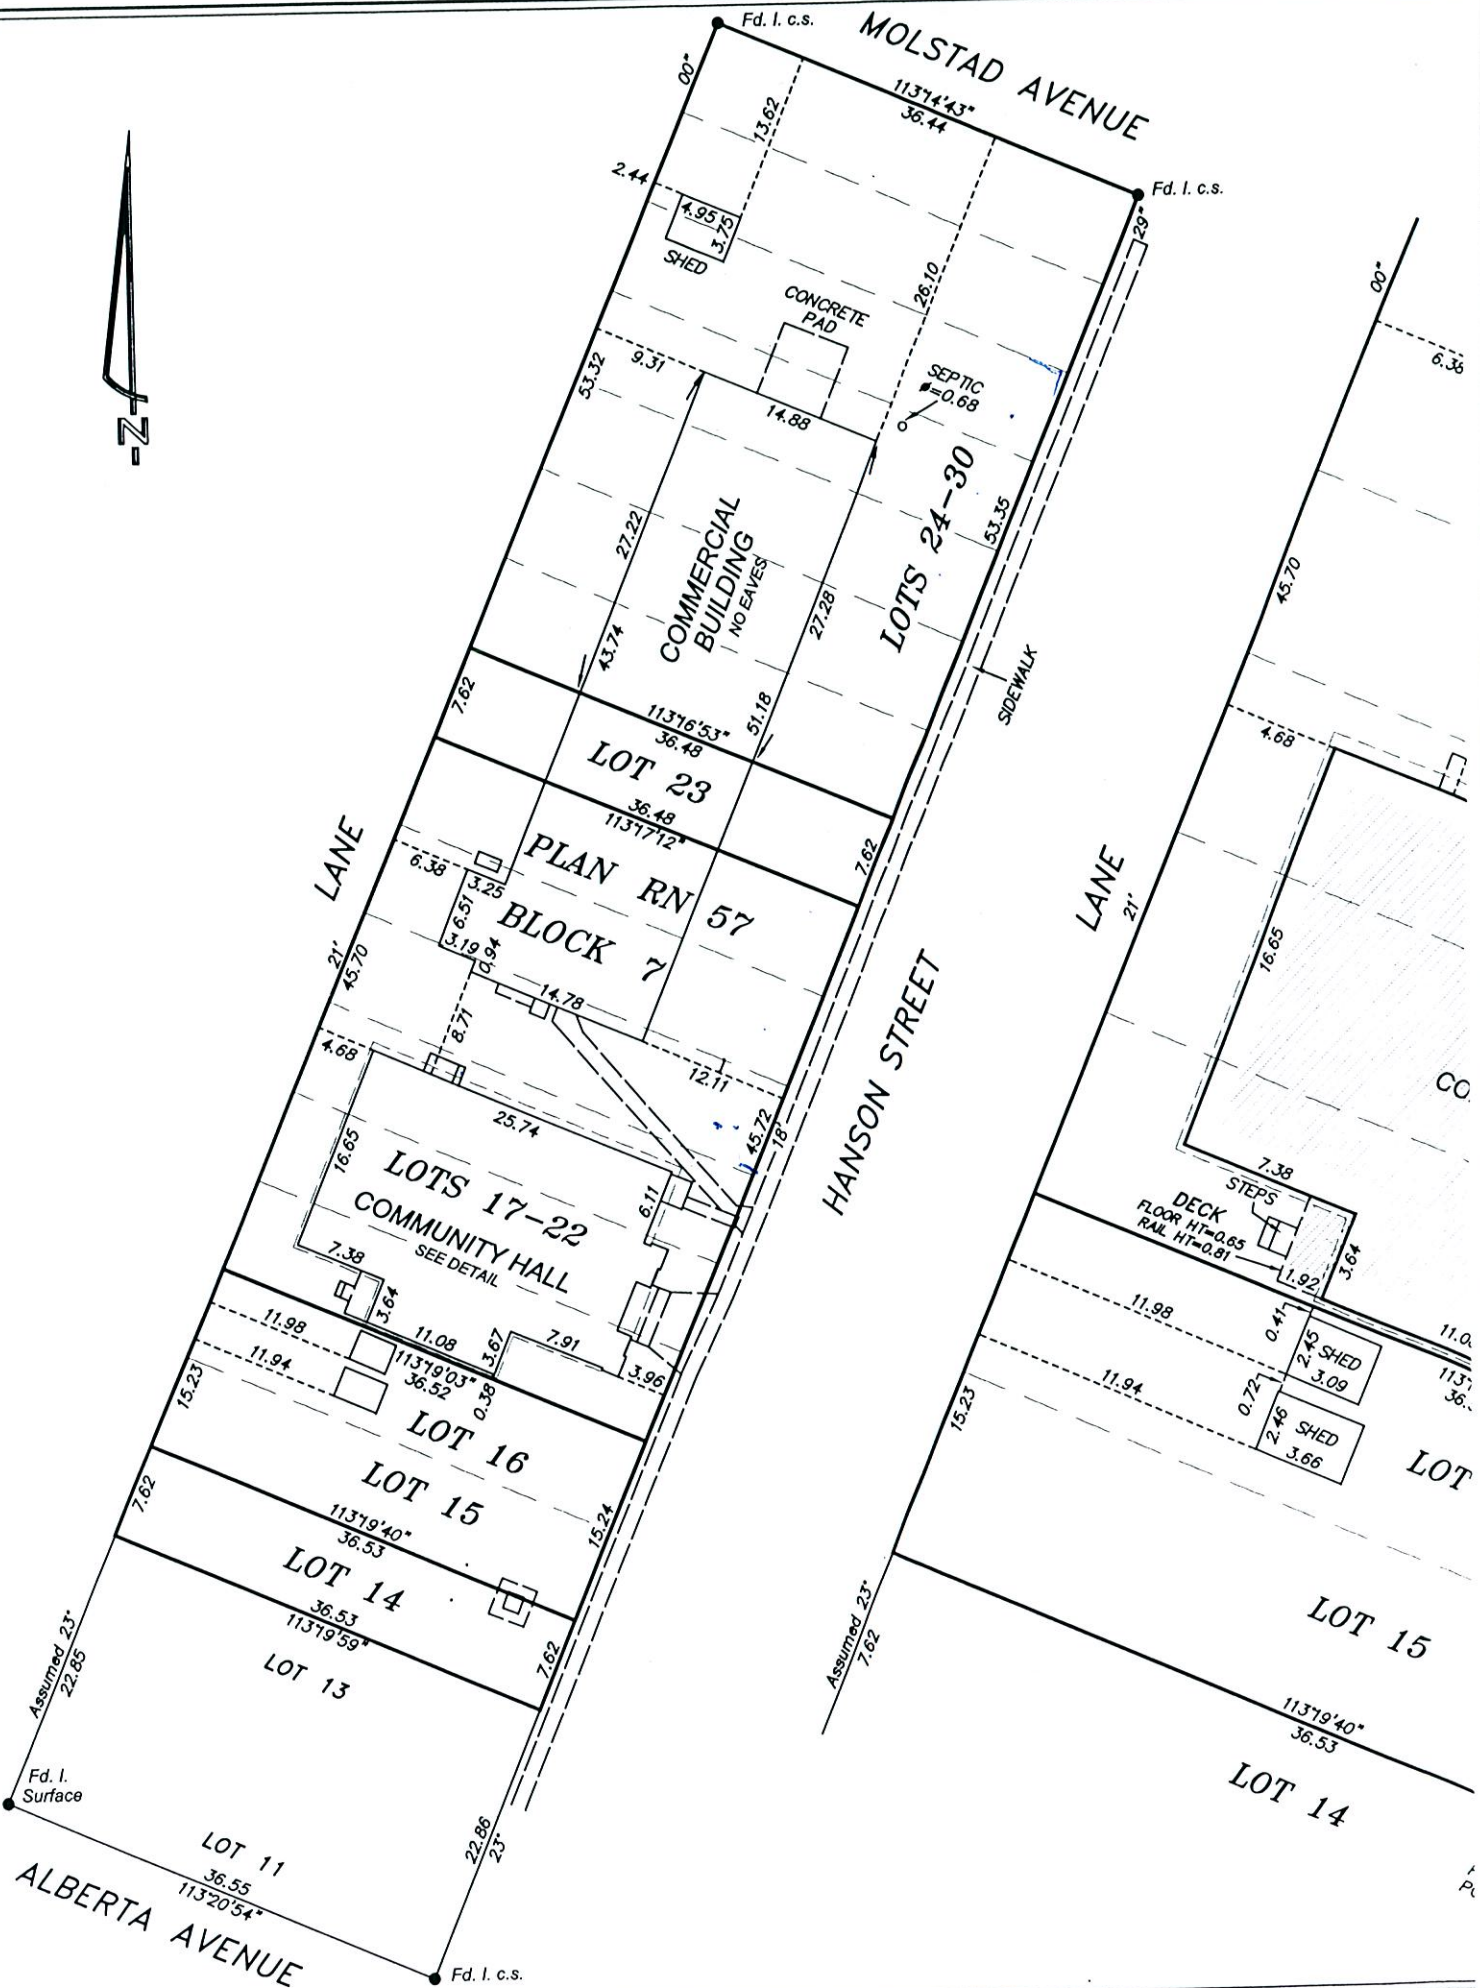 Fd. I. c.s.
MOLSTAD AVENUE
00"
113°14'43"
36.44
13.62
2.44
4.95
3.75
SHED
Fd. I. c.s.
29"
CONCRETE
PAD
26.10
9.31
53.32
14.88
SEPTIC
=0.68
LOTS 24-30
53.35
27.22
COMMERCIAL
BUILDING
NO EAVES
27.28
43.74
51.18
SIDEWALK
7.62
113°16'53"
36.48
LOT 23
36.48
113°17'12"
7.62
LANE
6.38
3.25
6.51
3.19
0.94
PLAN RN 57
BLOCK 7
21'
45.70
14.78
8.71
4.68
12.11
25.74
45.72
18'
HANSON STREET
16.65
LOTS 17-22
COMMUNITY HALL
SEE DETAIL
6.11
7.38
3.64
11.98
11.08
3.67
7.91
3.96
11.94
113°19'03"
36.52
0.38
15.23
LOT 16
LOT 15
7.62
113°19'40"
36.53
15.24
LOT 14
36.53
113°19'59"
7.62
LOT 13
Assumed 23°
22.85
Fd. I.
Surface
LOT 11
36.55
113°20'54"
22.86
23°
ALBERTA AVENUE
Fd. I. c.s.
N
00"
6.36
45.70
4.68
LANE
21'
16.65
CO
7.38
STEPS
DECK
FLOOR HT=0.65
RAIL HT=0.81
1.92
3.64
11.98
0.41
2.45
SHED
3.09
11.94
0.72
2.46
SHED
3.66
15.23
LOT
LOT 15
Assumed 23°
7.62
113°19'40"
36.53
LOT 14